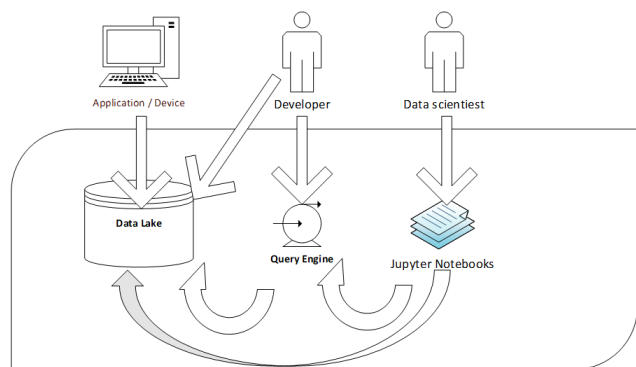 Application / Device
Developer
Data scientiest
Data Lake
Query Engine
Jupyter Notebooks